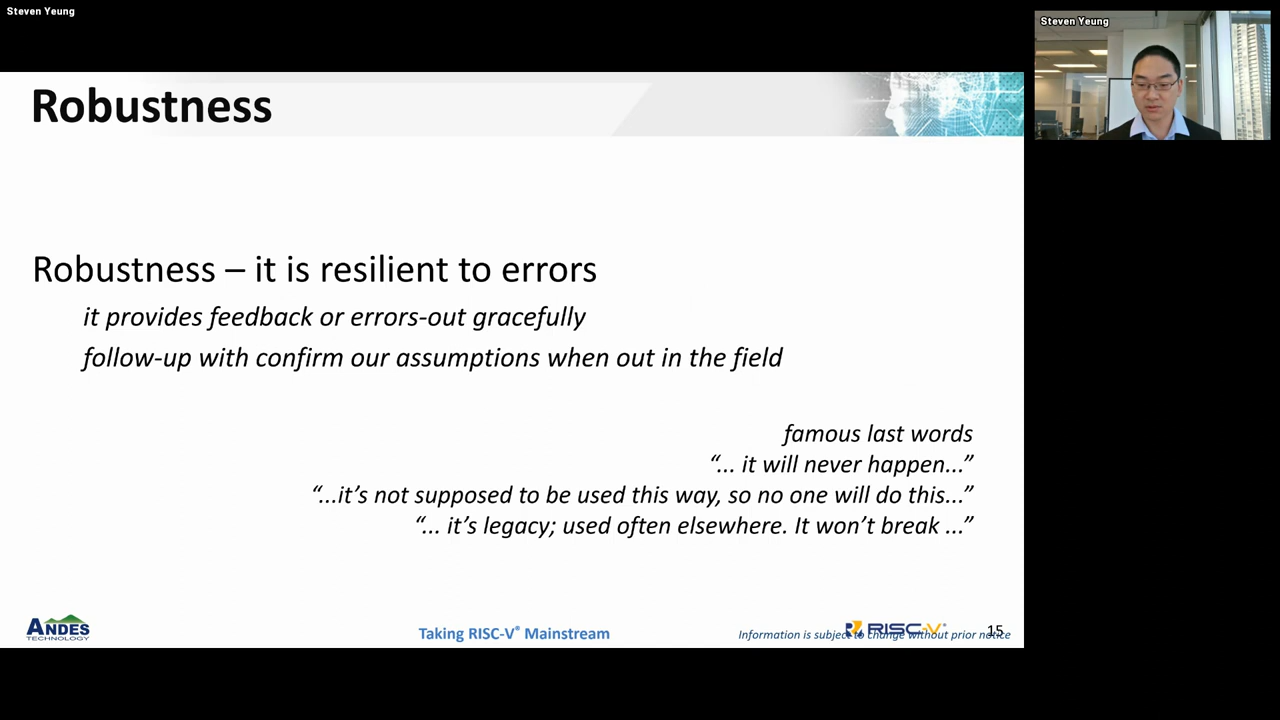 Steven Yeung
Steven Yeung
Robustness
Robustness – it is resilient to errors
it provides feedback or errors-out gracefully
follow-up with confirm our assumptions when out in the field
famous last words
“... it will never happen...”
“...it’s not supposed to be used this way, so no one will do this...”
“... it’s legacy; used often elsewhere. It won’t break ...”
ANDES
TECHNOLOGY
Taking RISC-V® Mainstream
RISC-V®
Information is subject to change without prior notice
15